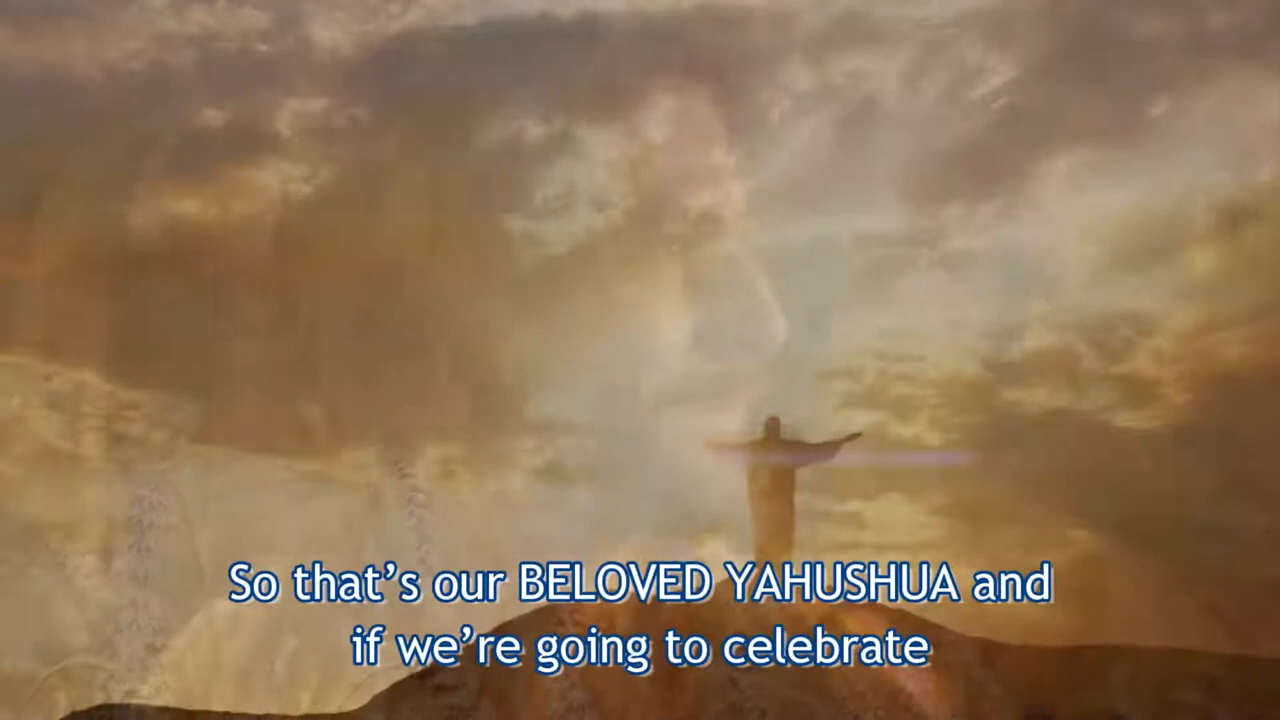 So that’s our BELOVED YAHUSHUA and
if we’re going to celebrate